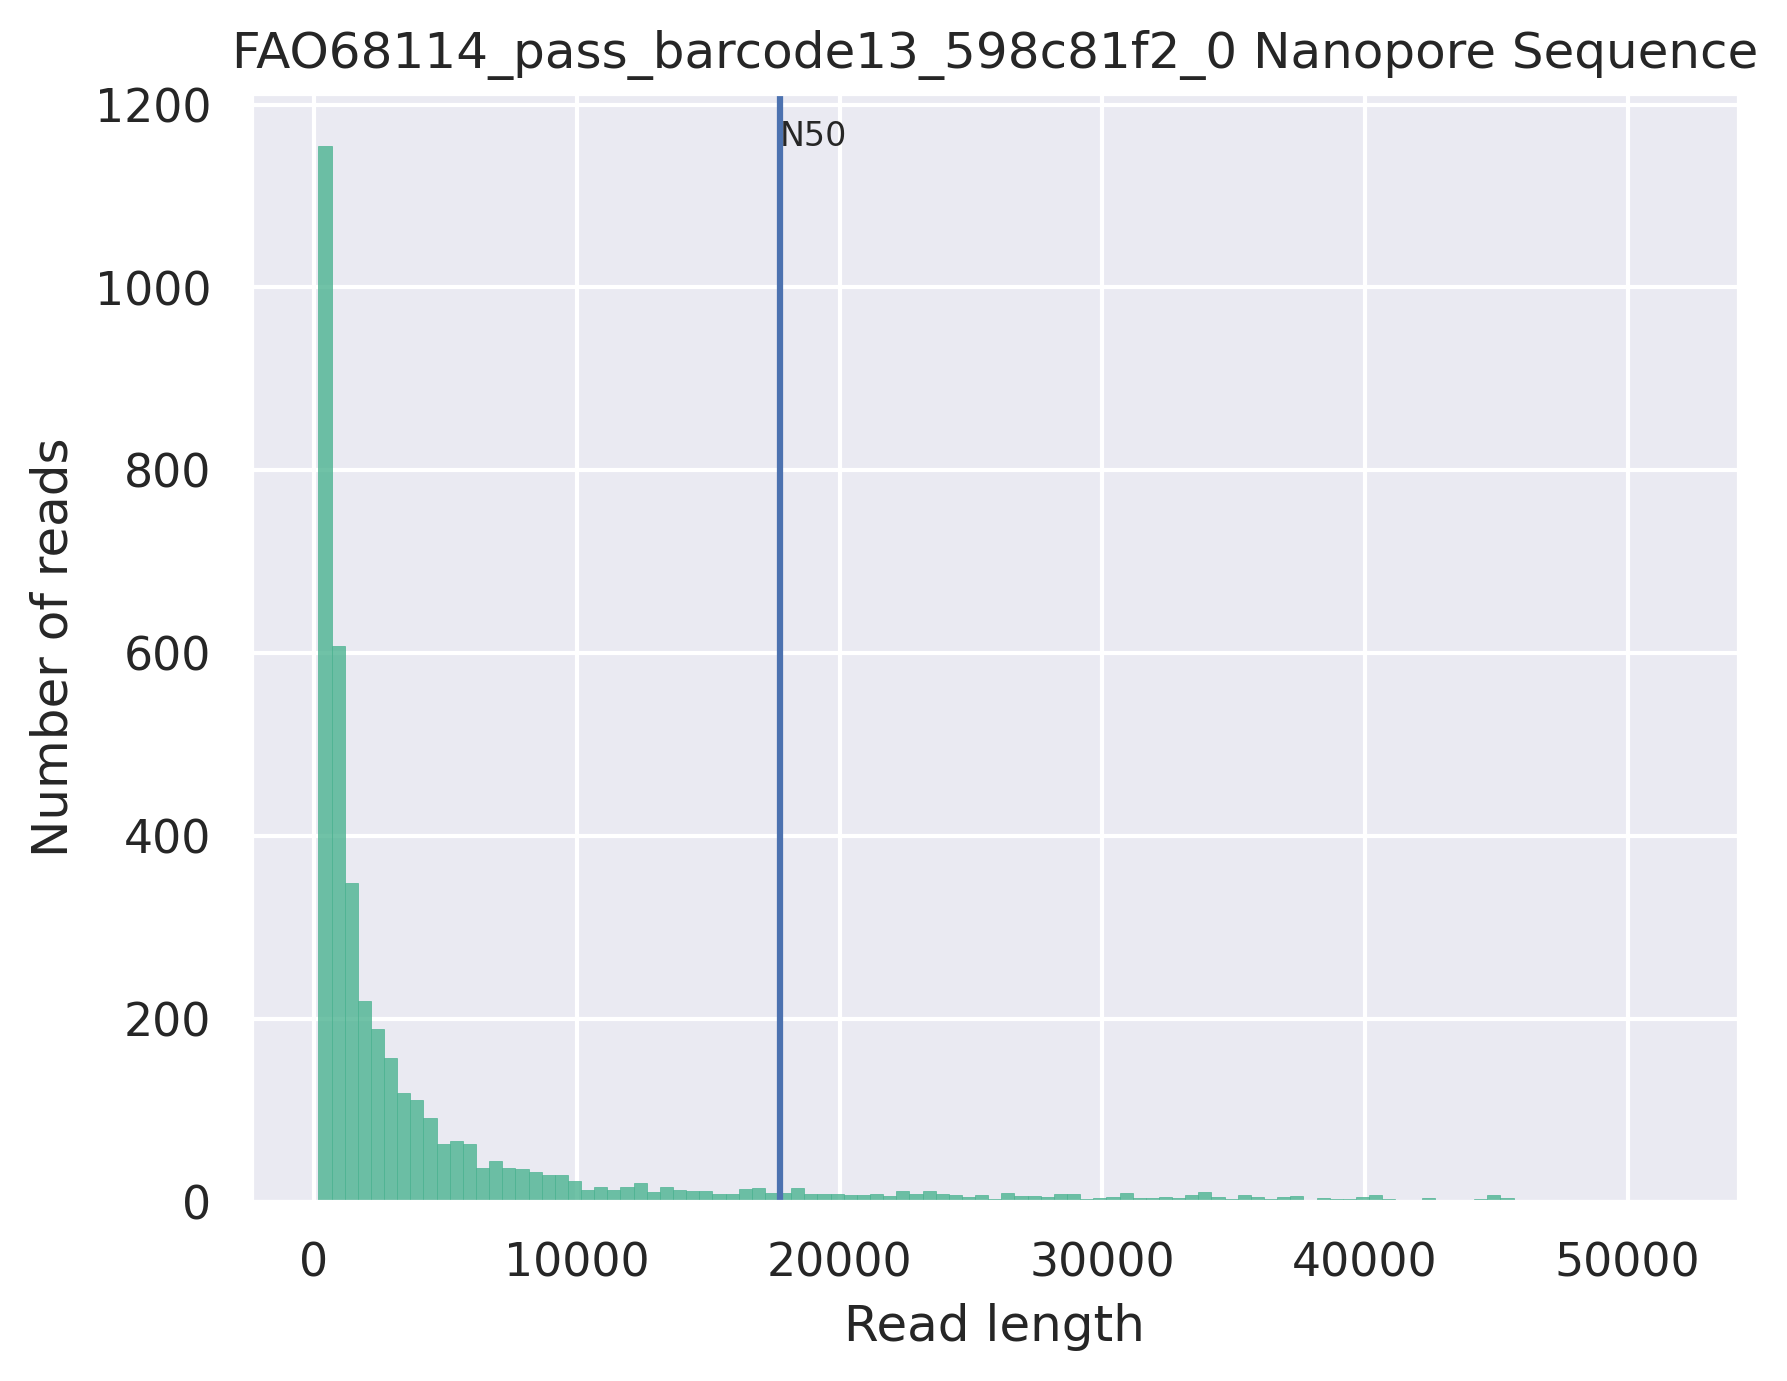 FAO68114_pass_barcode13_598c81f2_0 Nanopore Sequence
1200
N50
1000
800
600
400
200
0
Number of reads
0 10000 20000 30000 40000 50000
Read length